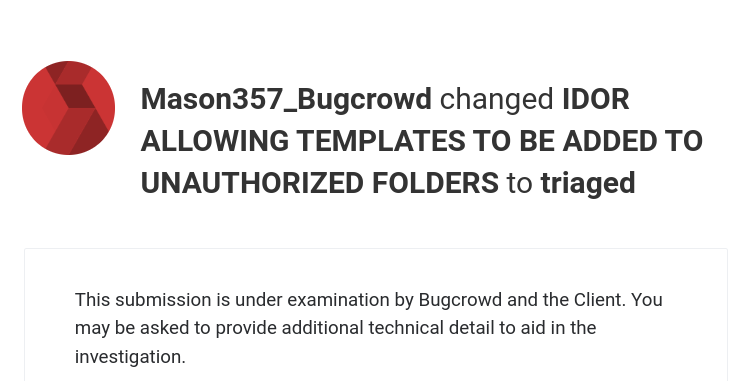 Mason357_Bugcrowd changed IDOR
ALLOWING TEMPLATES TO BE ADDED TO
UNAUTHORIZED FOLDERS to triaged
This submission is under examination by Bugcrowd and the Client. You
may be asked to provide additional technical detail to aid in the
investigation.